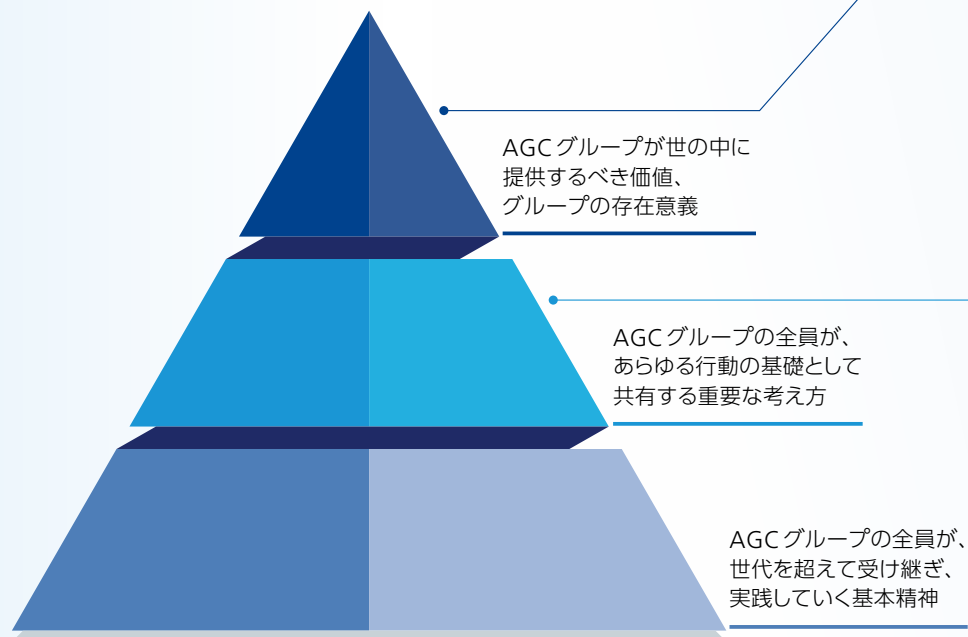 AGCグループが世の中に
提供するべき価値、
グループの存在意義
AGCグループの全員が、
あらゆる行動の基礎として
共有する重要な考え方
AGCグループの全員が、
世代を超えて受け継ぎ、
実践していく基本精神